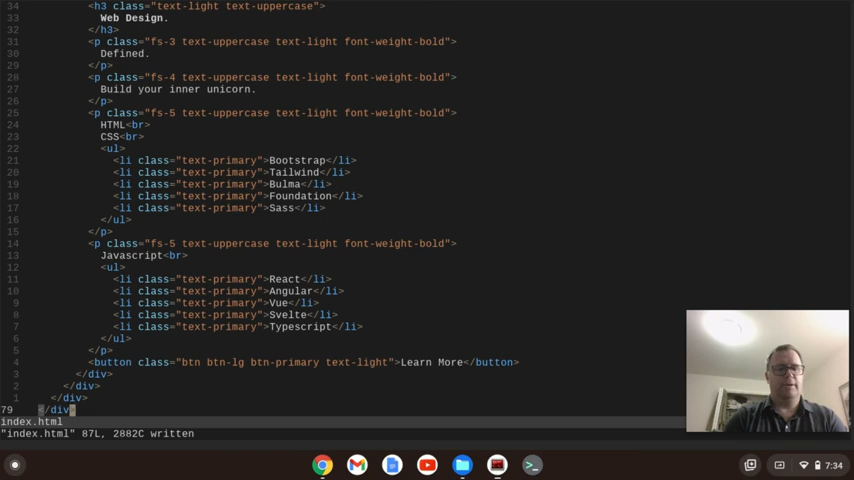 34 <h3 class="text-light text-uppercase">
33 Web Design.
32 </h3>
31 <p class="fs-3 text-uppercase text-light font-weight-bold">
30 Defined.
29 </p>
28 <p class="fs-4 text-uppercase text-light font-weight-bold">
27 Build your inner unicorn.
26 </p>
25 <p class="fs-5 text-uppercase text-light font-weight-bold">
24 HTML<br>
23 CSS<br>
22 <ul>
21 <li class="text-primary">Bootstrap</li>
20 <li class="text-primary">Tailwind</li>
19 <li class="text-primary">Bulma</li>
18 <li class="text-primary">Foundation</li>
17 <li class="text-primary">Sass</li>
16 </ul>
15 </p>
14 <p class="fs-5 text-uppercase text-light font-weight-bold">
13 Javascript<br>
12 <ul>
11 <li class="text-primary">React</li>
10 <li class="text-primary">Angular</li>
9 <li class="text-primary">Vue</li>
8 <li class="text-primary">Svelte</li>
7 <li class="text-primary">Typescript</li>
6 </ul>
5 </p>
4 <button class="btn btn-lg btn-primary text-light">Learn More</button>
3 </div>
2 </div>
1 </div>
79 </div>
index.html
"index.html" 87L, 2882C written
7:34